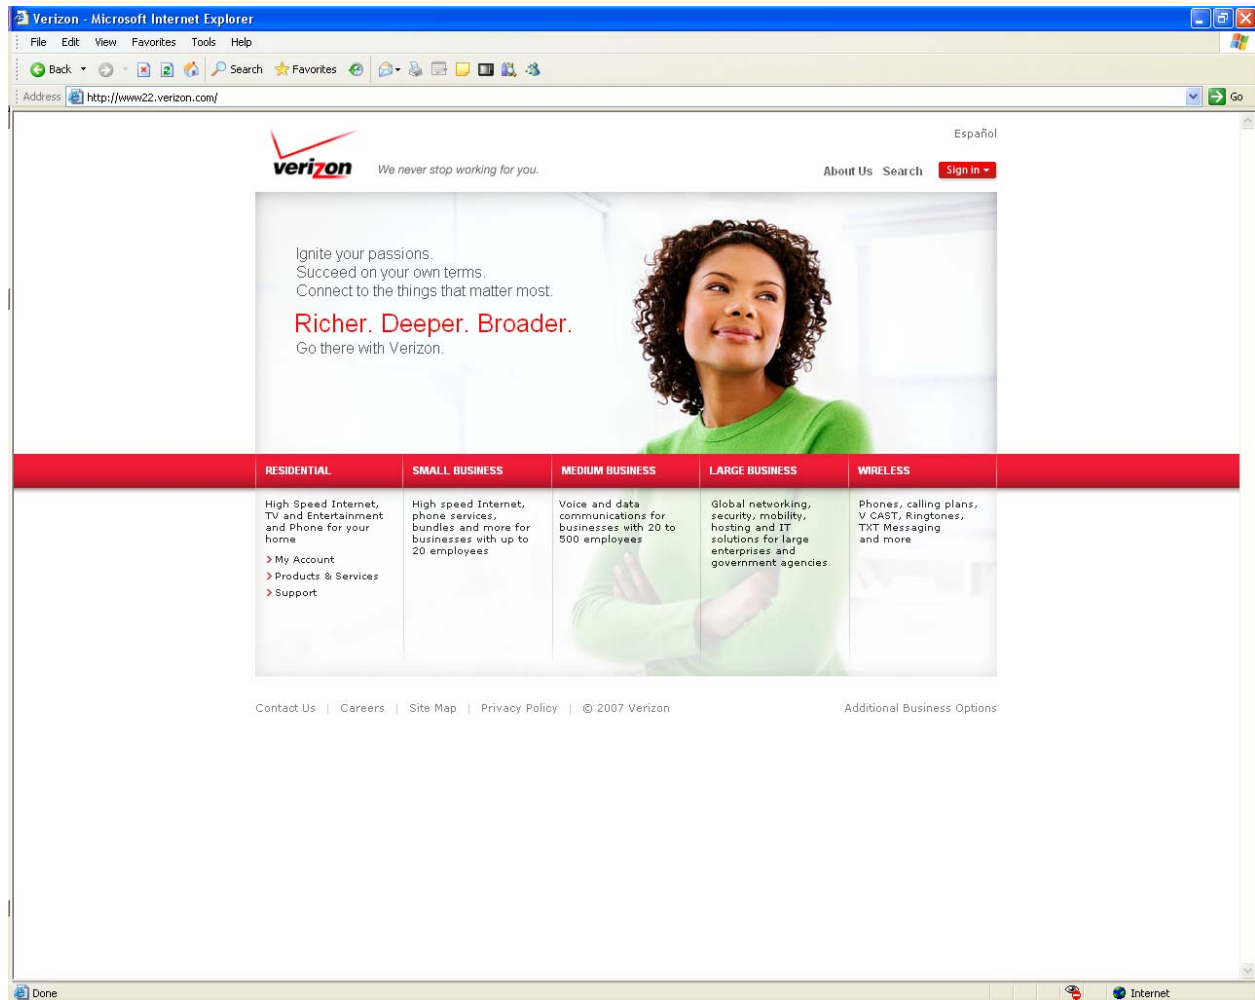 Verizon - Microsoft Internet Explorer
File Edit View Favorites Tools Help
Back Search Favorites
Address http://www22.verizon.com/ Go
Español
verizon We never stop working for you.
About Us Search Sign in
Ignite your passions.
Succeed on your own terms.
Connect to the things that matter most.
Richer. Deeper. Broader.
Go there with Verizon.
RESIDENTIAL
High Speed Internet,
TV and Entertainment
and Phone for your
home
My Account
Products & Services
Support
SMALL BUSINESS
High speed Internet,
phone services,
bundles and more for
businesses with up to
20 employees
MEDIUM BUSINESS
Voice and data
communications for
businesses with 20 to
500 employees
LARGE BUSINESS
Global networking,
security, mobility,
hosting and IT
solutions for large
enterprises and
government agencies
WIRELESS
Phones, calling plans,
V CAST, Ringtones,
TXT Messaging
and more
Contact Us | Careers | Site Map | Privacy Policy | © 2007 Verizon Additional Business Options
Done Internet